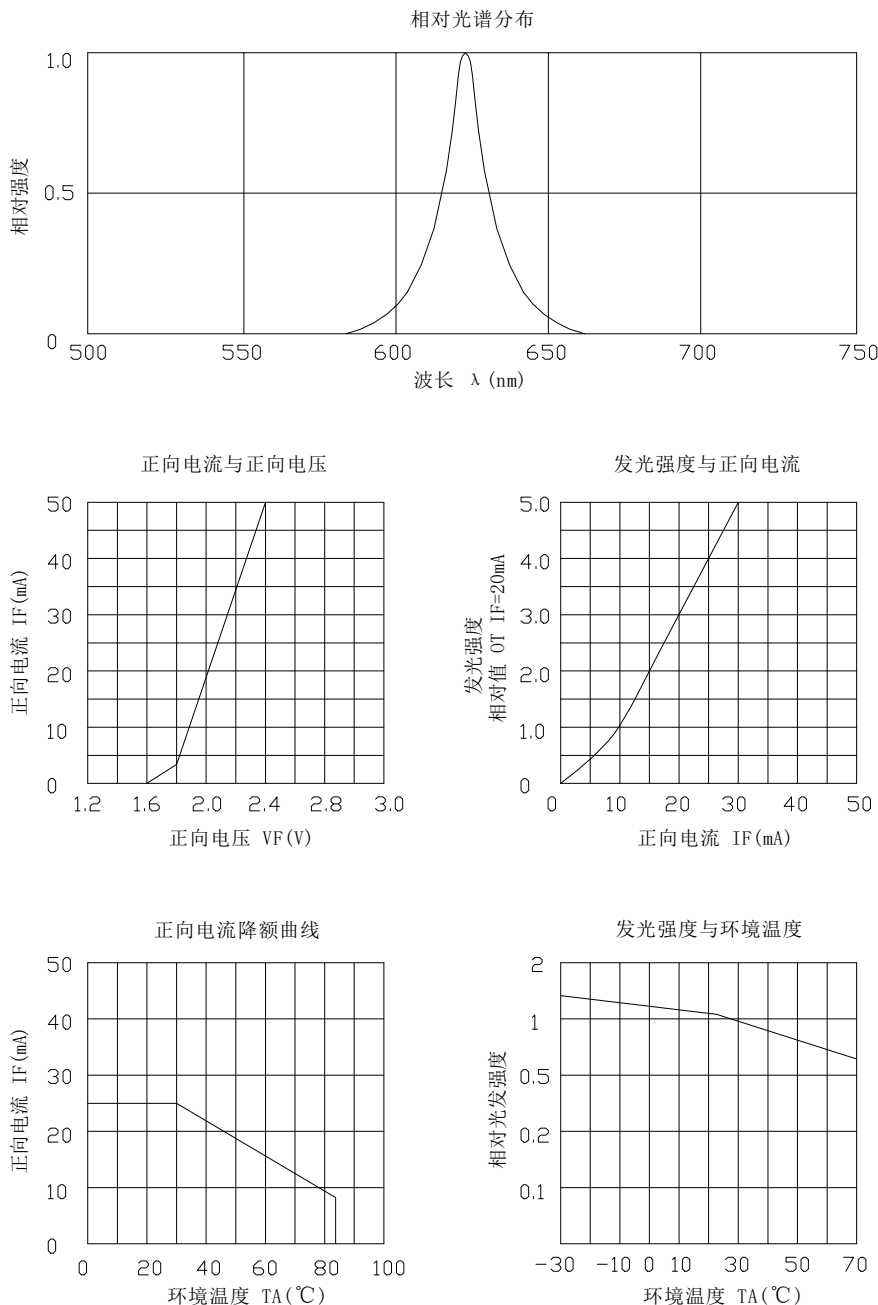 相对光谱分布
相对强度
1.0
0.5
0
500 550 600 650 700 750
波长 λ (nm)
正向电流与正向电压
正向电流 IF(mA)
50
40
30
20
10
0
1.2 1.6 2.0 2.4 2.8 3.0
正向电压 VF(V)
发光强度与正向电流
发光强度
相对值 OT IF=20mA
5.0
4.0
3.0
2.0
1.0
0
0 10 20 30 40 50
正向电流 IF(mA)
正向电流降额曲线
正向电流 IF(mA)
50
40
30
20
10
0
0 20 40 60 80 100
环境温度 TA(℃)
发光强度与环境温度
相对光发强度
2
1
0.5
0.2
0.1
-30 -10 0 10 30 50 70
环境温度 TA(℃)